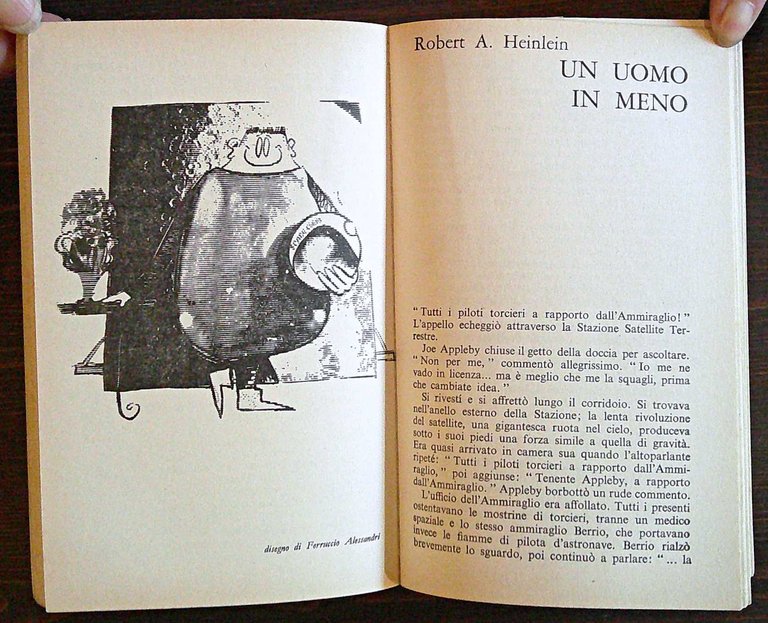 disegno di Ferruccio Alessandri
Robert A. Heinlein
UN UOMO
IN MENO
“Tutti i piloti torcieri a rapporto dall'Ammiraglio!”
L'appello echeggiò attraverso la Stazione Satellite Ter-
restre.
Joe Appleby chiuse il getto della doccia per ascoltare.
“Non per me,” commentò allegrissimo. “Io me ne
vado in licenza... ma è meglio che me la squagli, prima
che cambiate idea.”
Si rivestì e si affrettò lungo il corridoio. Si trovava
nell'anello esterno della Stazione; la lenta rivoluzione
del satellite, una gigantesca ruota nel cielo, produceva
sotto i suoi piedi una forza simile a quella di gravità.
Era quasi arrivato in camera sua quando l'altoparlante
ripeté: “Tutti i piloti torcieri a rapporto dall'Ammi-
raglio,” poi aggiunse: “Tenente Appleby, a rapporto
dall'Ammiraglio.” Appleby borbottò un rude commento.
L'ufficio dell'Ammiraglio era affollato. Tutti i presenti
ostentavano le mostrine di torcieri, tranne un medico
spaziale e lo stesso ammiraglio Berrio, che portavano
invece le fiamme di pilota d'astronave. Berrio rialzò
brevemente lo sguardo, poi continuò a parlare: “... la